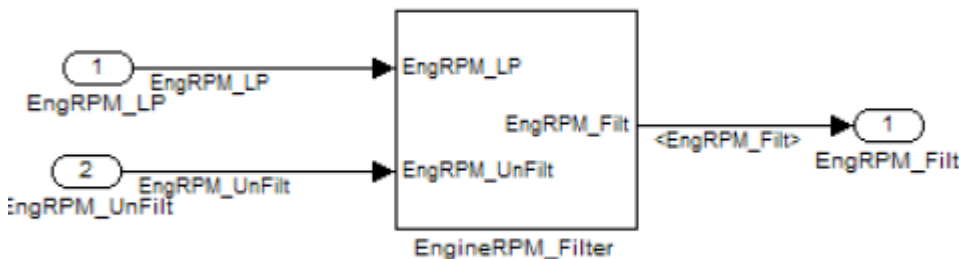 1
EngRPM_LP
EngRPM_LP
EngRPM_LP
2
EngRPM_UnFilt
EngRPM_UnFilt
EngRPM_UnFilt
EngRPM_Filt
<EngRPM_Filt>
1
EngRPM_Filt
EngineRPM_Filter